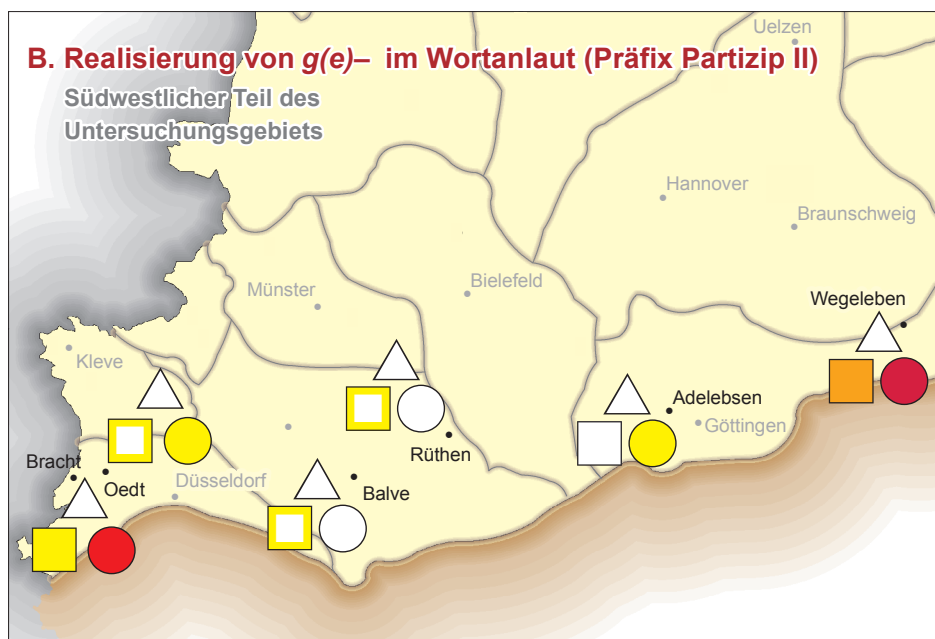 Uelzen
B. Realisierung von g(e)– im Wortanlaut (Präfix Partizip II)
Südwestlicher Teil des
Untersuchungsgebiets
Hannover
Braunschweig
Bielefeld
Münster
Wegeleben
Kleve
Adelebsen
Göttingen
Rüthen
Bracht
Oedt
Düsseldorf
Balve